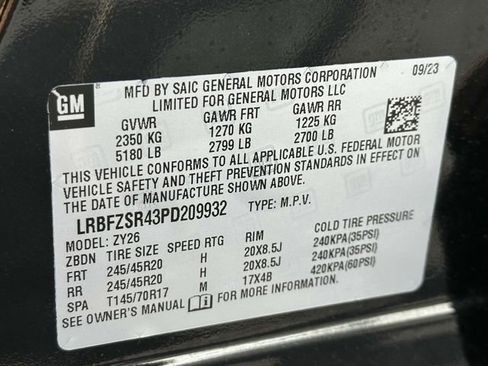 GM
MFD BY SAIC GENERAL MOTORS CORPORATION 09/23
LIMITED FOR GENERAL MOTORS LLC
GVWR GAWR FRT GAWR RR
2350 KG 1270 KG 1225 KG
5180 LB 2799 LB 2700 LB
THIS VEHICLE CONFORMS TO ALL APPLICABLE U.S. FEDERAL MOTOR
VEHICLE SAFETY AND THEFT PREVENTION STANDARDS IN EFFECT ON
THE DATE OF MANUFACTURE SHOWN ABOVE.
LRBFZSR43PD209932 TYPE: M.P.V.
MODEL: ZY26
ZBDN TIRE SIZE SPEED RTG RIM COLD TIRE PRESSURE
FRT 245/45R20 H 20X8.5J 240KPA(35PSI)
RR 245/45R20 H 20X8.5J 240KPA(35PSI)
SPA T145/70R17 M 17X4B 420KPA(60PSI)
SEE OWNER'S MANUAL FOR MORE INFORMATION